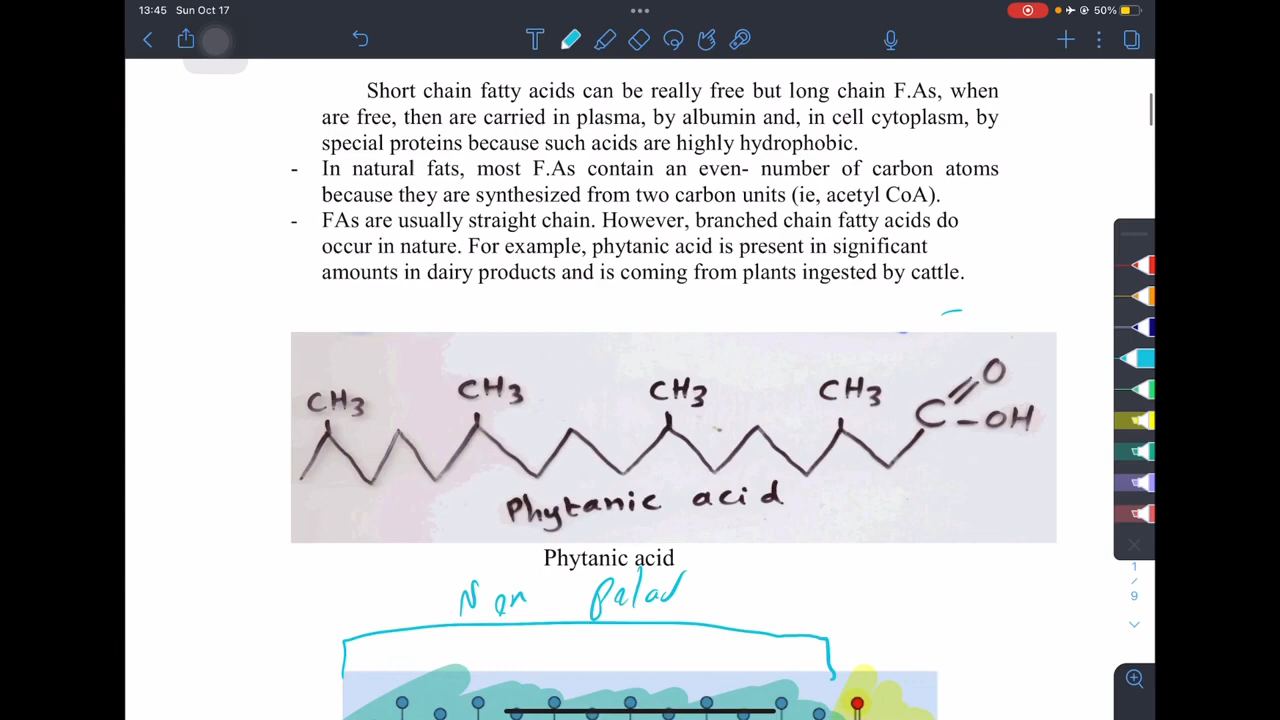 13:45 Sun Oct 17
50%
Short chain fatty acids can be really free but long chain F.As, when
are free, then are carried in plasma, by albumin and, in cell cytoplasm, by
special proteins because such acids are highly hydrophobic.
- In natural fats, most F.As contain an even- number of carbon atoms
because they are synthesized from two carbon units (ie, acetyl CoA).
- FAs are usually straight chain. However, branched chain fatty acids do
occur in nature. For example, phytanic acid is present in significant
amounts in dairy products and is coming from plants ingested by cattle.
CH3 CH3 CH3 CH3 C O
OH
Phytanic acid
Phytanic acid
Non
1
/
9